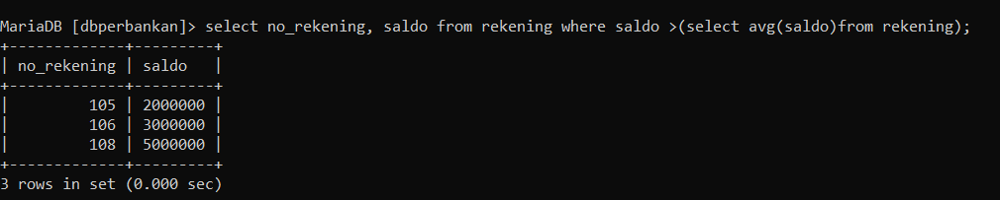 MariaDB [dbperbankan]> select no_rekening, saldo from rekening where saldo >(select avg(saldo)from rekening);
+-------------+---------+
| no_rekening | saldo   |
+-------------+---------+
|         105 | 2000000 |
|         106 | 3000000 |
|         108 | 5000000 |
+-------------+---------+
3 rows in set (0.000 sec)